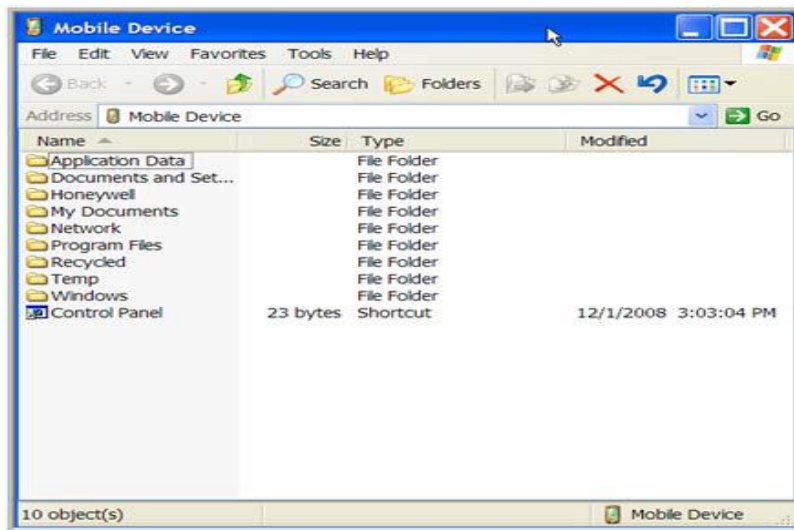 Mobile Device
File Edit View Favorites Tools Help
Back Search Folders
Address Mobile Device Go
Name Size Type Modified
Application Data File Folder
Documents and Set... File Folder
Honeywell File Folder
My Documents File Folder
Network File Folder
Program Files File Folder
Recycled File Folder
Temp File Folder
Windows File Folder
Control Panel 23 bytes Shortcut 12/1/2008 3:03:04 PM
10 object(s) Mobile Device